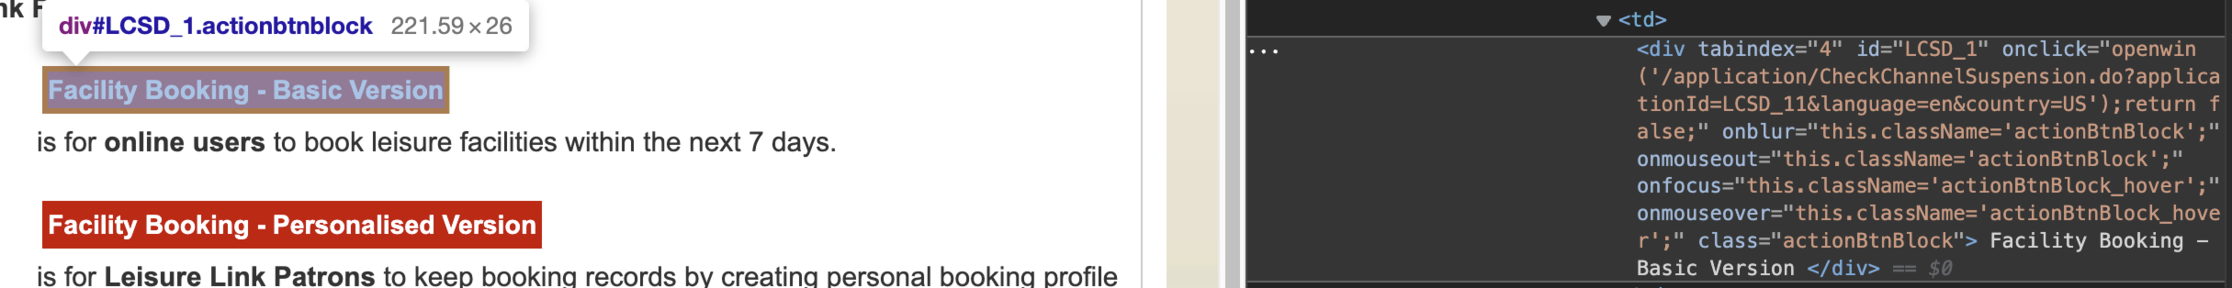 nk F
div#LCSD_1.actionbtnblock 221.59×26
Facility Booking - Basic Version
is for online users to book leisure facilities within the next 7 days.
Facility Booking - Personalised Version
is for Leisure Link Patrons to keep booking records by creating personal booking profile
▼<td>
...
<div tabindex="4" id="LCSD_1" onclick="openwin
('/application/CheckChannelSuspension.do?applica
tionId=LCSD_11&language=en&country=US');return f
alse;" onblur="this.className='actionBtnBlock';"
onmouseout="this.className='actionBtnBlock';"
onfocus="this.className='actionBtnBlock_hover';"
onmouseover="this.className='actionBtnBlock_hove
r';" class="actionBtnBlock"> Facility Booking –
Basic Version </div> == $0